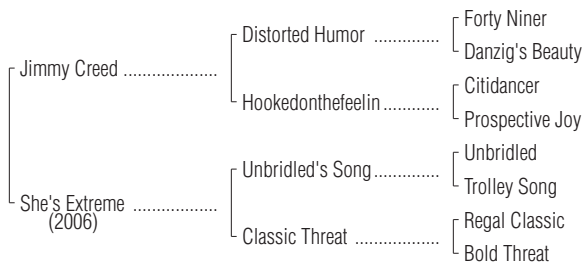 Forty Niner
Distorted Humor ...............
Danzig's Beauty
Jimmy Creed ....................
Citidancer
Hookedonthefeelin............
Prospective Joy
Unbridled
Unbridled's Song.................
Trolley Song
She's Extreme ..................
(2006)
Regal Classic
Classic Threat ..................
Bold Threat